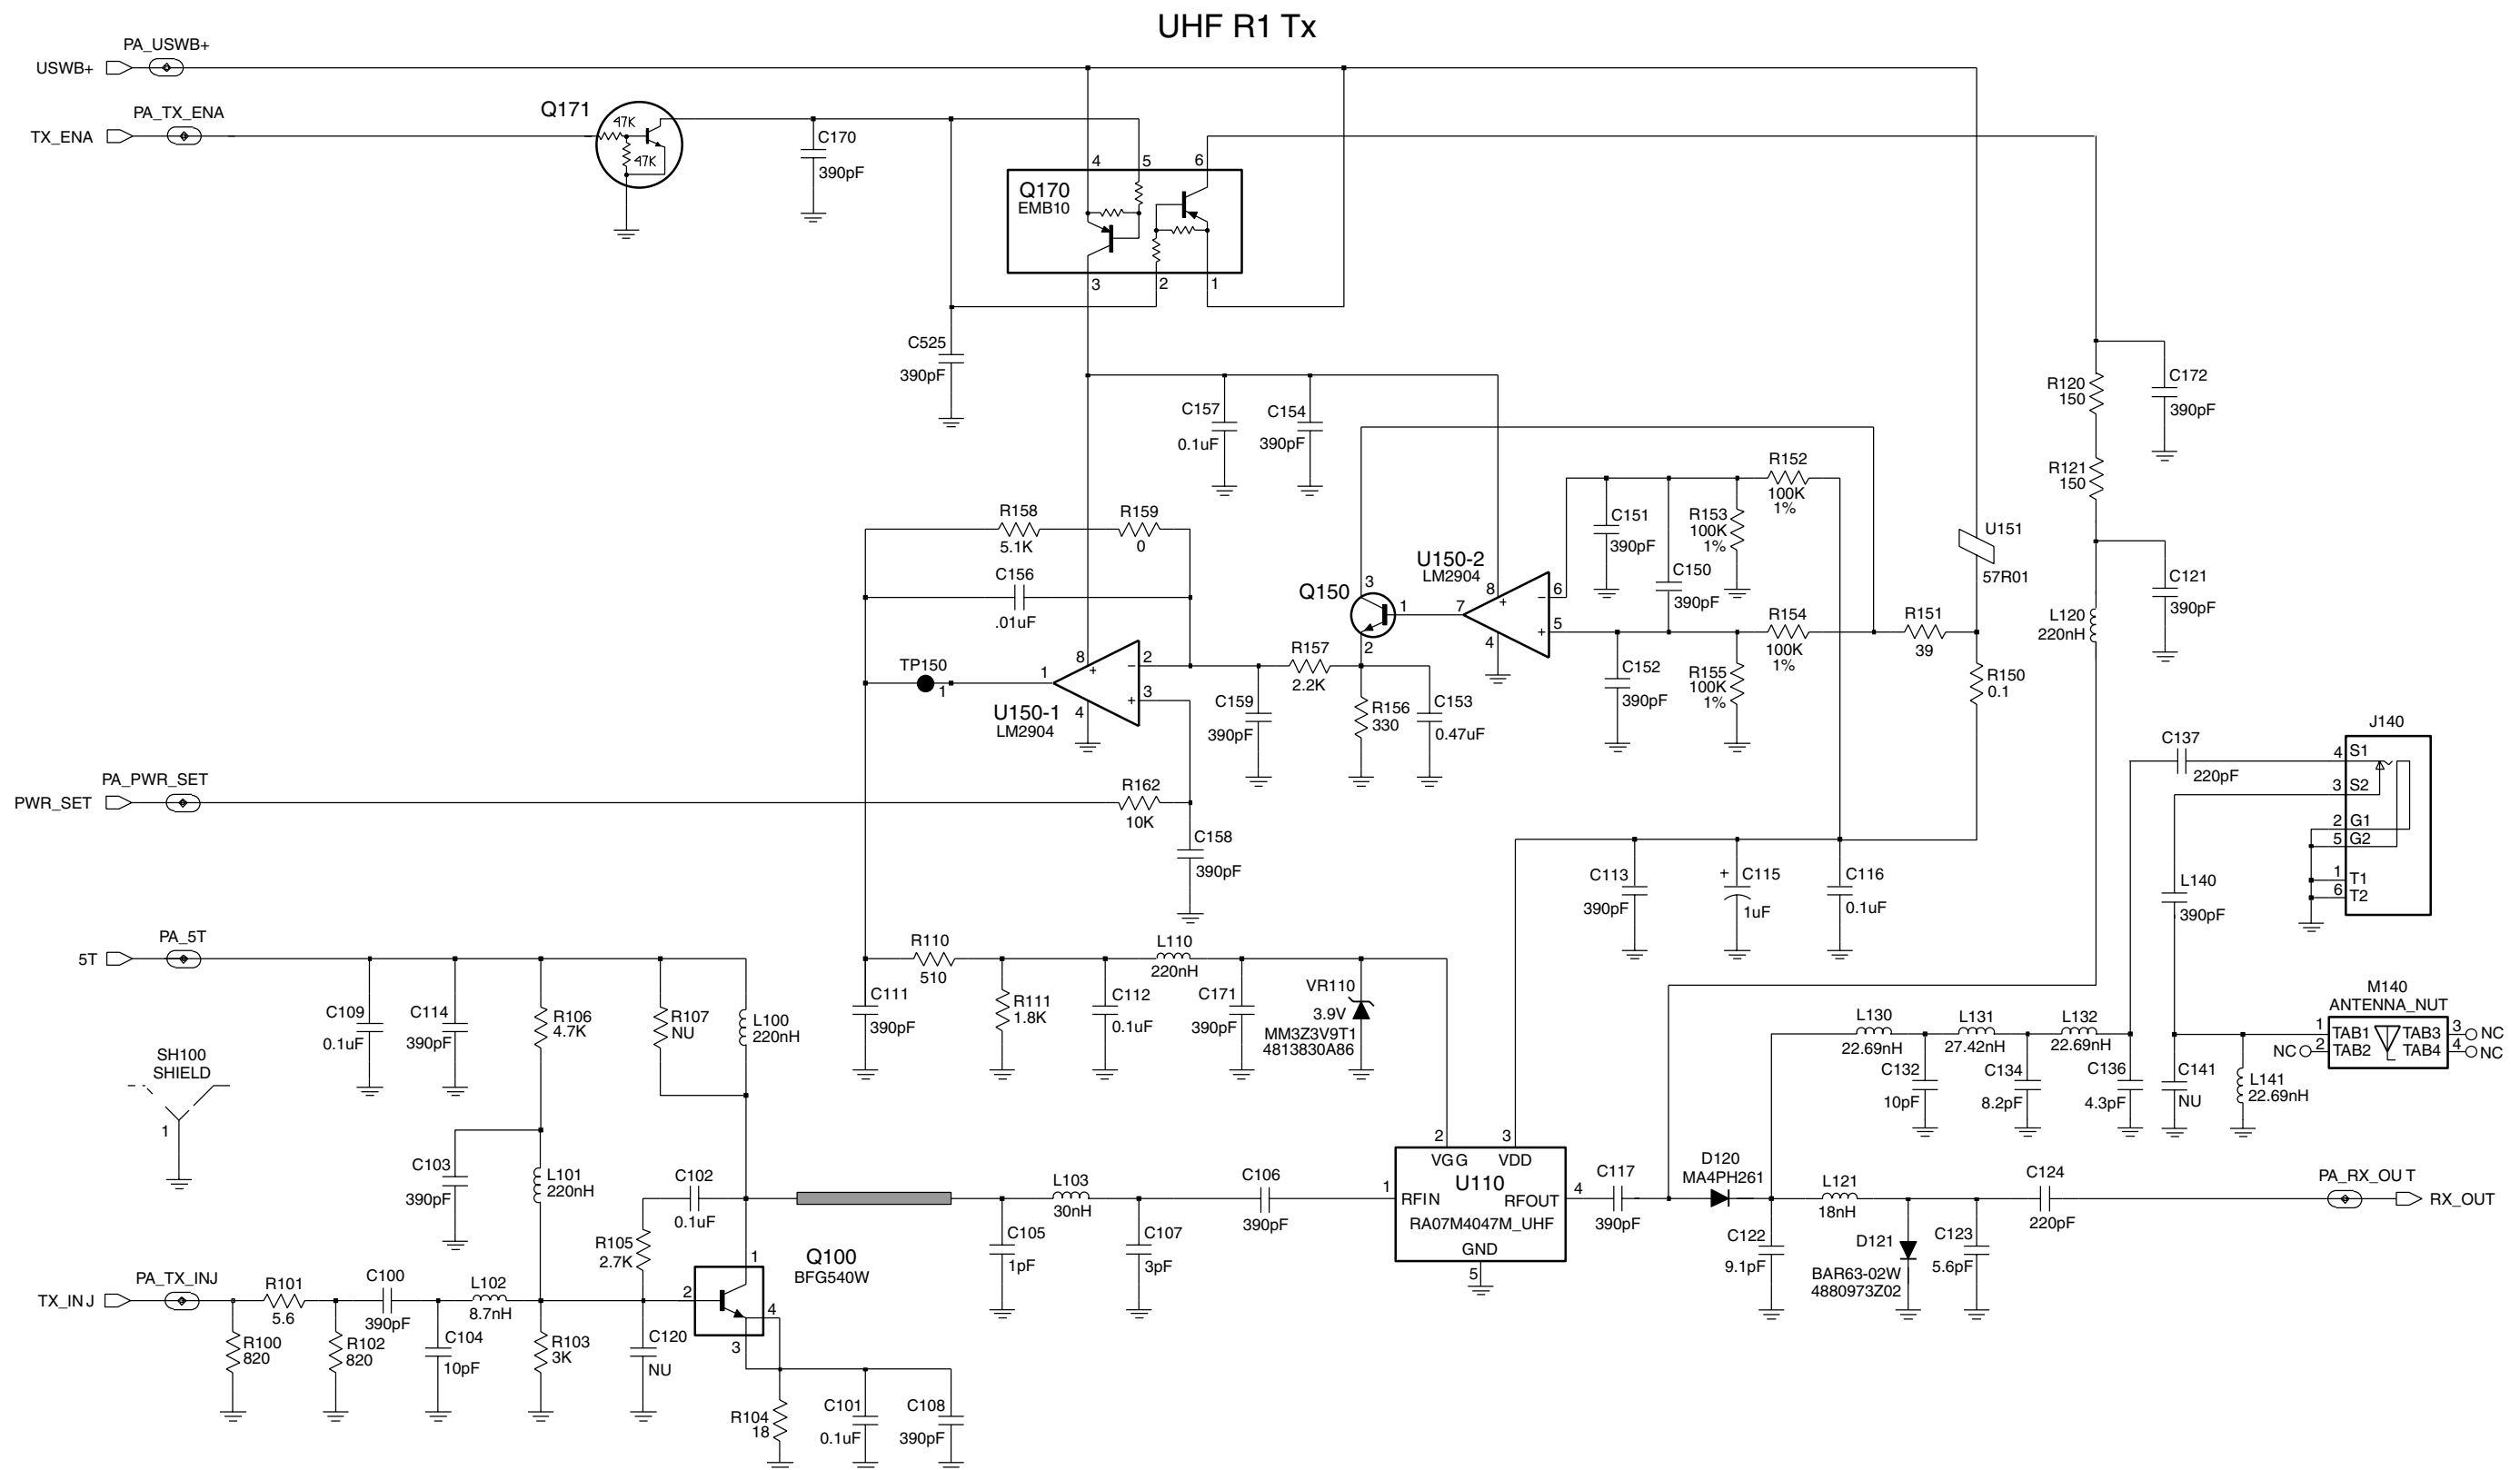 UHF R1 Tx
PA_USWB+
USWB+
PA_TX_ENA
TX_ENA
Q171
47K
47K
C170
390pF
4
5
6
Q170
EMB10
3
2
1
C525
390pF
C157
0.1uF
C154
390pF
R120
150
C172
390pF
R121
150
R158
5.1K
R159
0
C156
.01uF
C151
390pF
R153
100K
1%
R152
100K
1%
U151
57R01
U150-2
LM2904
Q150
3
1
2
7
8
+
4
−
6
+
5
C150
390pF
R154
100K
1%
R151
39
C121
390pF
L120
220nH
TP150
1
1
8
+
−
2
+
3
4
U150-1
LM2904
R157
2.2K
C159
390pF
R156
330
C153
0.47uF
C152
390pF
R155
100K
1%
R150
0.1
PA_PWR_SET
PWR_SET
R162
10K
C158
390pF
C137
220pF
J140
4
S1
3
S2
2
G1
5
G2
1
T1
6
T2
L140
390pF
C113
390pF
+
C115
1uF
C116
0.1uF
PA_5T
5T
C109
0.1uF
C114
390pF
R106
4.7K
R107
NU
L100
220nH
R110
510
C111
390pF
R111
1.8K
C112
0.1uF
L110
220nH
C171
390pF
VR110
3.9V
MM3Z3V9T1
4813830A86
M140
ANTENNA_NUT
1
TAB1
TAB3
3
NC
NC
2
TAB2
TAB4
4
NC
L130
22.69nH
L131
27.42nH
L132
22.69nH
C132
10pF
C134
8.2pF
C136
4.3pF
C141
NU
L141
22.69nH
SH100
SHIELD
1
C103
390pF
L101
220nH
C102
0.1uF
R105
2.7K
L103
30nH
C105
1pF
C107
3pF
C106
390pF
2
3
VGG
VDD
1
RFIN
U110
RFOUT
4
RA07M4047M_UHF
GND
5
C117
390pF
D120
MA4PH261
C122
9.1pF
L121
18nH
D121
BAR63-02W
4880973Z02
C123
5.6pF
C124
220pF
PA_RX_OUT
RX_OUT
PA_TX_INJ
TX_INJ
R101
5.6
C100
390pF
L102
8.7nH
R100
820
R102
820
C104
10pF
R103
3K
C120
NU
Q100
BFG540W
1
2
4
3
R104
18
C101
0.1uF
C108
390pF